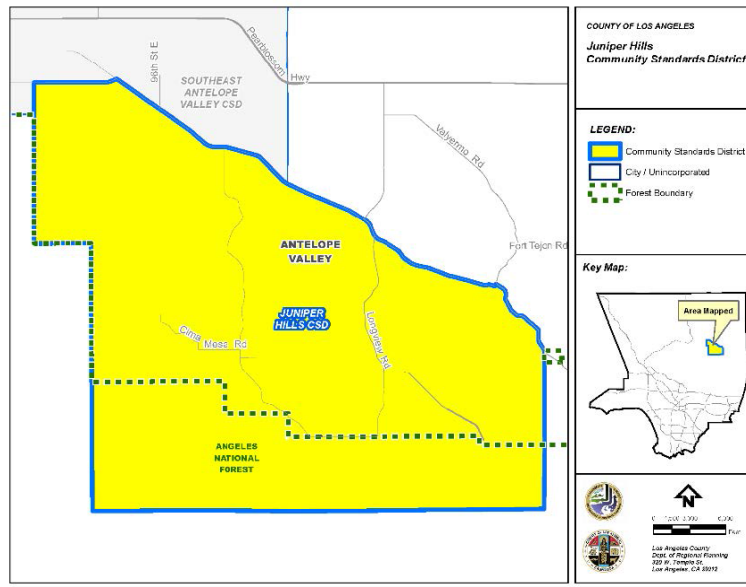 COUNTY OF LOS ANGELES
Juniper Hills
Community Standards District
LEGEND:
Community Standards District
City / Unincorporated
Forest Boundary
Key Map:
Area Mapped
N
Los Angeles County
Dept. of Regional Planning
320 W. Temple St.
Los Angeles, CA 90012
96th St E
Pearblossom
Hwy
SOUTHEAST
ANTELOPE
VALLEY CSD
Valyermo Rd
Fort Tejon Rd
ANTELOPE
VALLEY
JUNIPER
HILLS CSD
Cima
Mesa Rd
Longview Rd
ANGELES
NATIONAL
FOREST